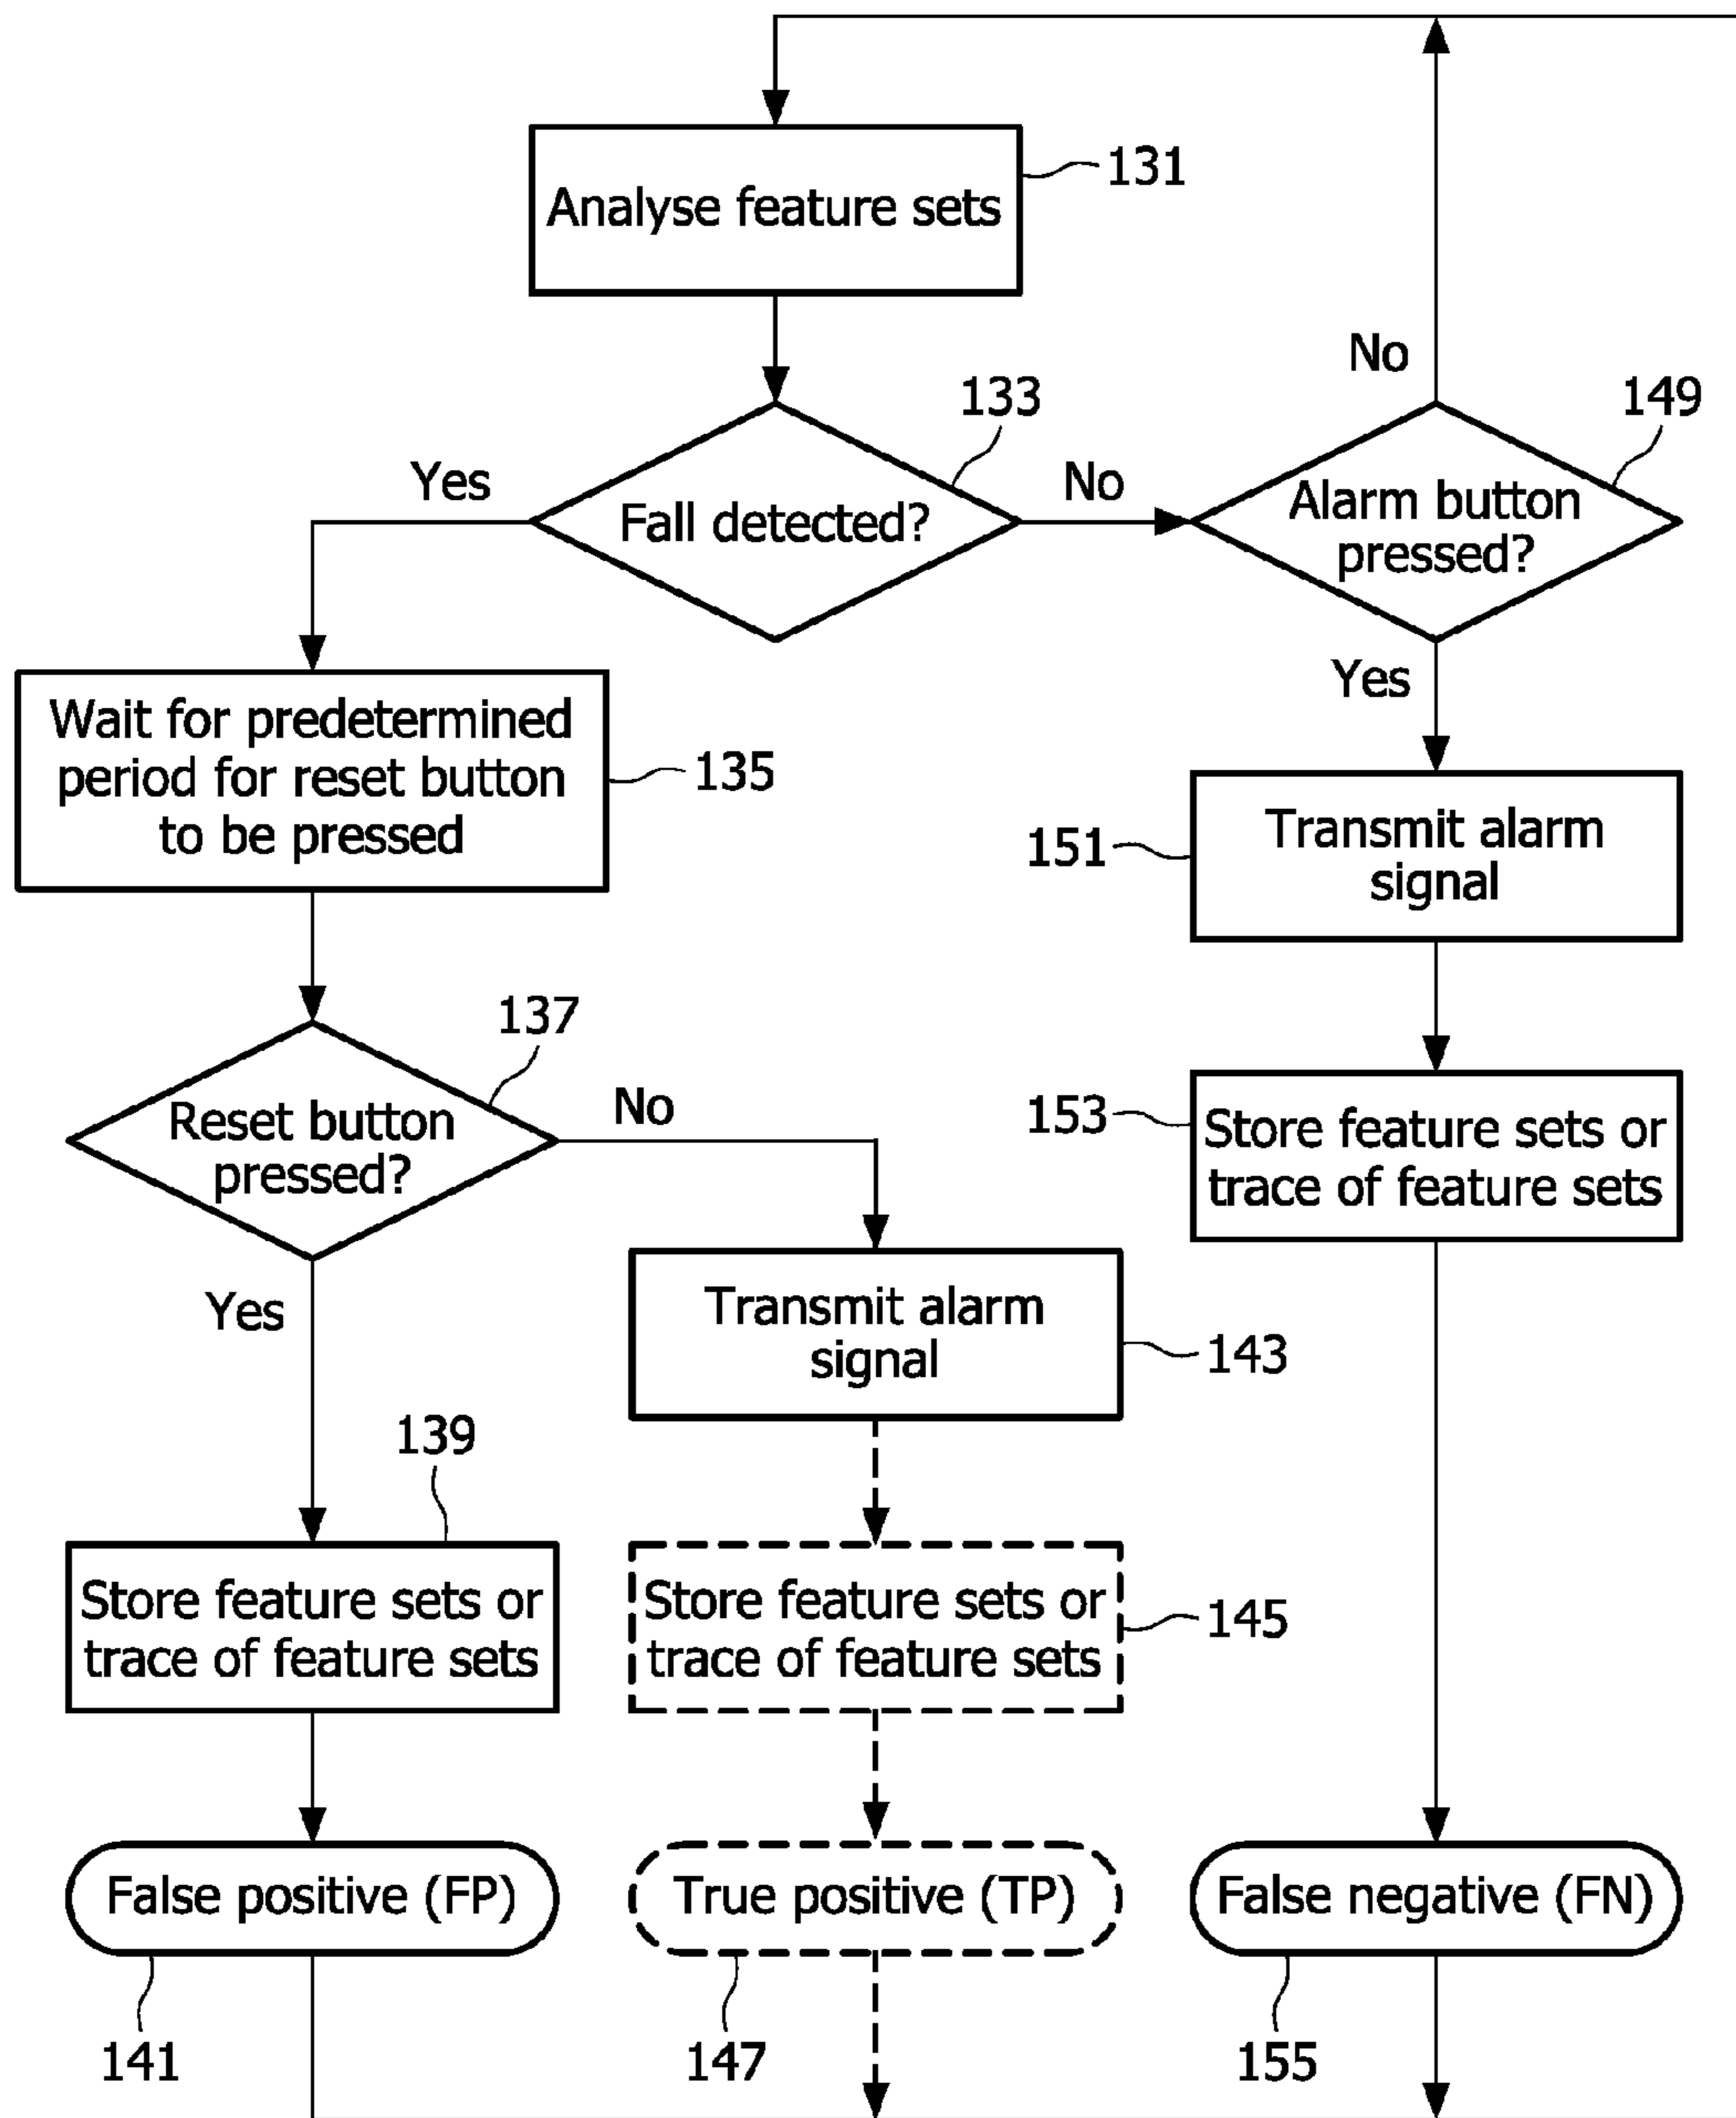 Analyse feature sets
131
No
133
149
Yes
Fall detected?
No
Alarm button
pressed?
Yes
Wait for predetermined
period for reset button
to be pressed
135
151
Transmit alarm
signal
137
Reset button
pressed?
No
153
Store feature sets or
trace of feature sets
Yes
Transmit alarm
signal
143
139
Store feature sets or
trace of feature sets
Store feature sets or
trace of feature sets
145
False positive (FP)
True positive (TP)
False negative (FN)
141
147
155